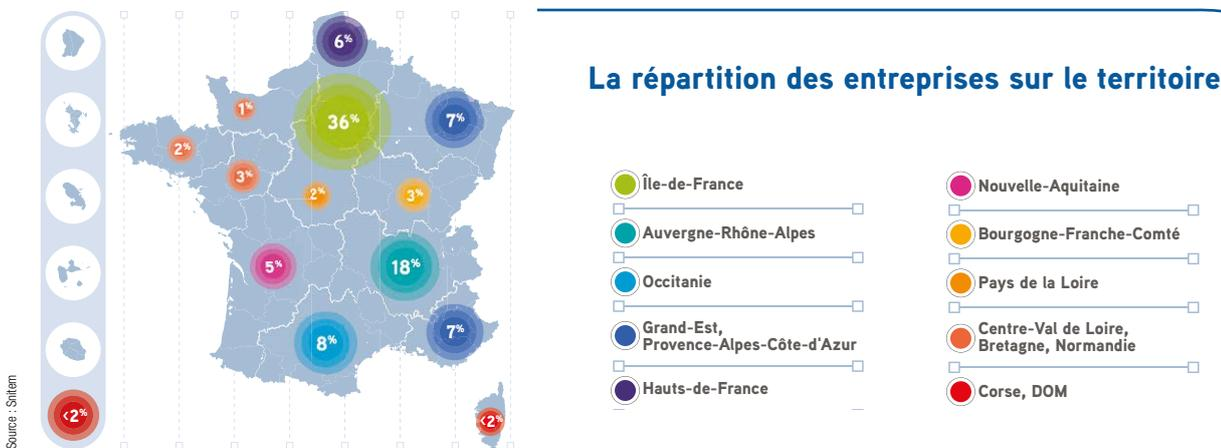 La répartition des entreprises sur le territoire
6%
36%
7%
1%
2%
3%
2%
3%
5%
18%
8%
7%
<2%
<2%
Source : Snitem
Île-de-France
Auvergne-Rhône-Alpes
Occitanie
Grand-Est,
Provence-Alpes-Côte-d'Azur
Hauts-de-France
Nouvelle-Aquitaine
Bourgogne-Franche-Comté
Pays de la Loire
Centre-Val de Loire,
Bretagne, Normandie
Corse, DOM